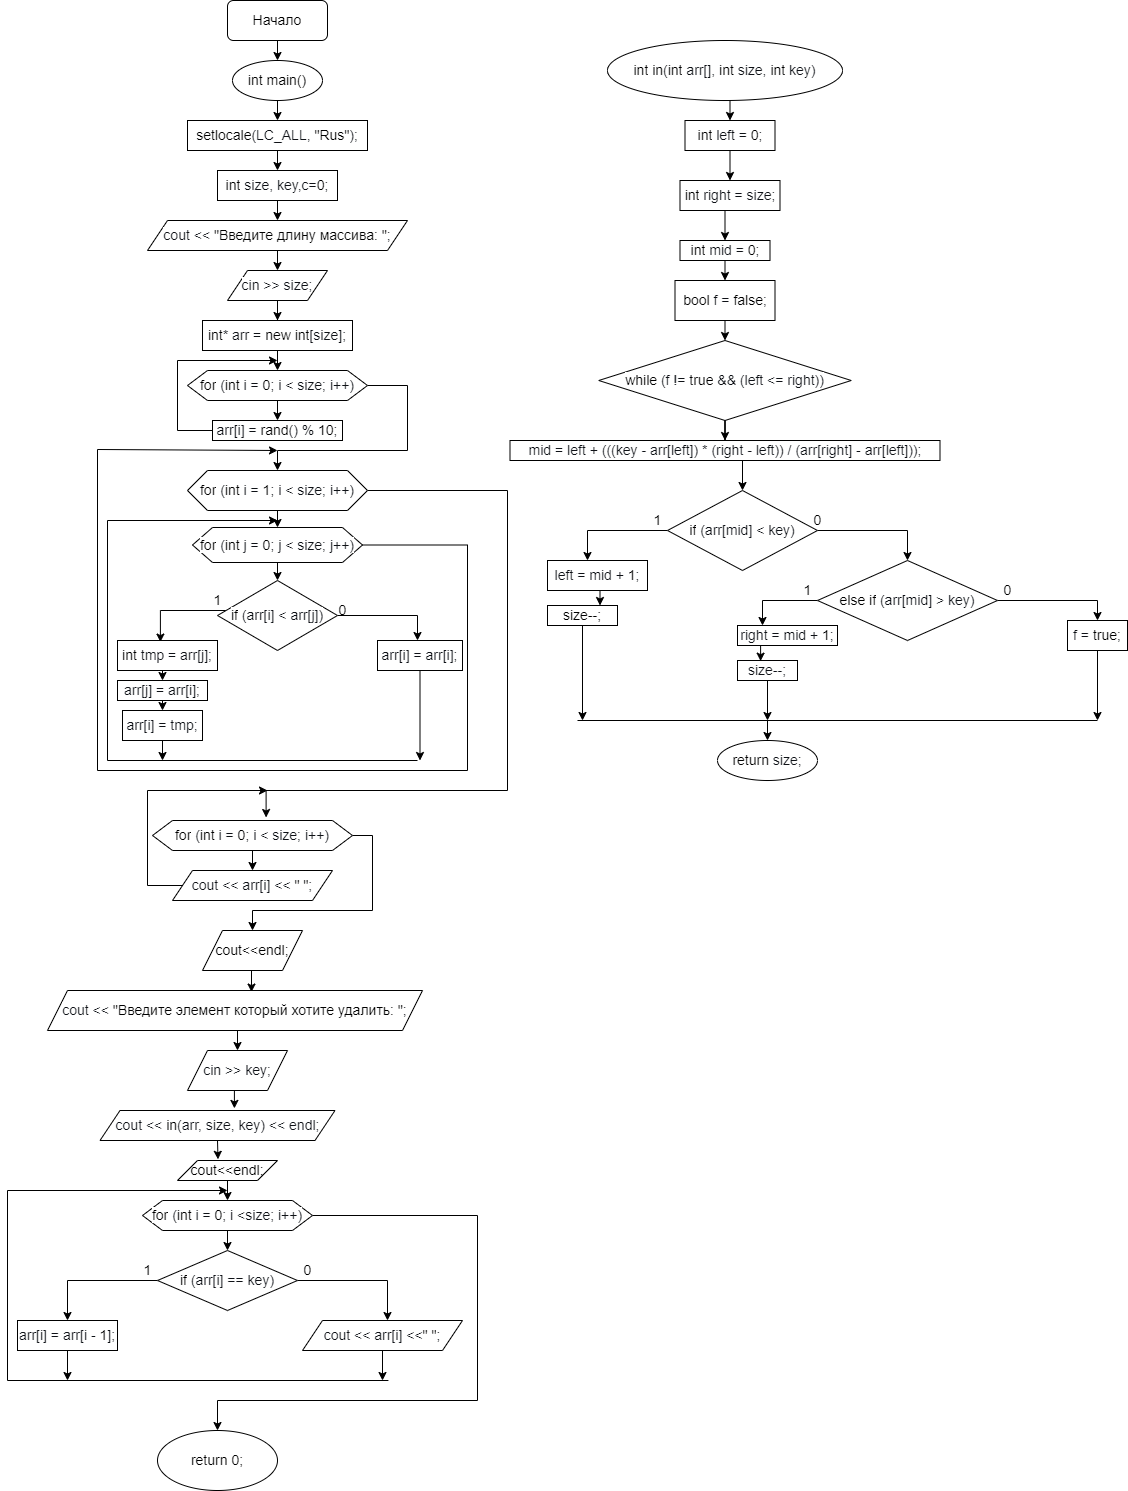 Начало
int main()
setlocale(LC_ALL, "Rus");
int size, key,c=0;
cout << "Введите длину массива: ";
cin >> size;
int* arr = new int[size];
for (int i = 0; i < size; i++)
arr[i] = rand() % 10;
for (int i = 1; i < size; i++)
for (int j = 0; j < size; j++)
if (arr[i] < arr[j])
1
0
int tmp = arr[j];
arr[i] = arr[i];
arr[j] = arr[i];
arr[i] = tmp;
for (int i = 0; i < size; i++)
cout << arr[i] << " ";
cout<<endl;
cout << "Введите элемент который хотите удалить: ";
cin >> key;
cout << in(arr, size, key) << endl;
cout<<endl;
for (int i = 0; i <size; i++)
if (arr[i] == key)
1
0
arr[i] = arr[i - 1];
cout << arr[i] <<" ";
return 0;
int in(int arr[], int size, int key)
int left = 0;
int right = size;
int mid = 0;
bool f = false;
while (f != true && (left <= right))
mid = left + (((key - arr[left]) * (right - left)) / (arr[right] - arr[left]));
if (arr[mid] < key)
1
0
left = mid + 1;
size--;
else if (arr[mid] > key)
1
0
right = mid + 1;
size--;
f = true;
return size;